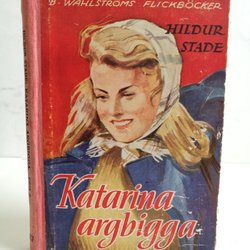 B. WAHLSTRÖMS FLICKBÖCKER
HILDUR
STADE
Katarina
argbigga